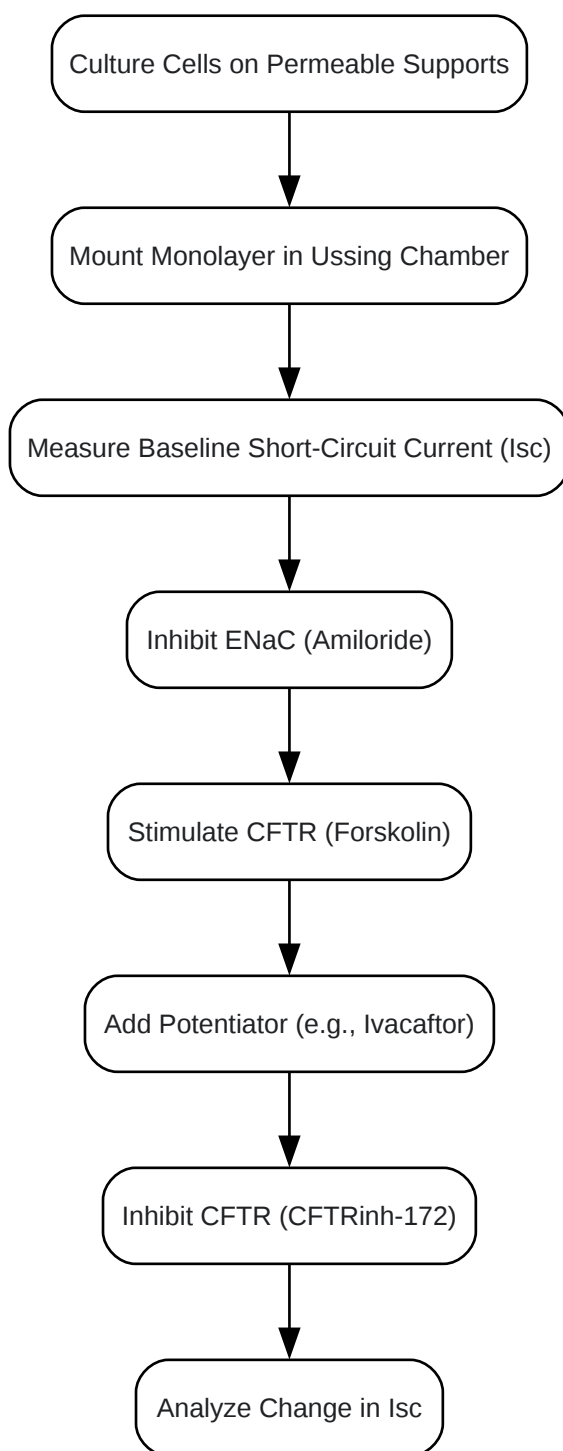 Culture Cells on Permeable Supports
Mount Monolayer in Ussing Chamber
Measure Baseline Short-Circuit Current (Isc)
Inhibit ENaC (Amiloride)
Stimulate CFTR (Forskolin)
Add Potentiator (e.g., Ivacaftor)
Inhibit CFTR (CFTRinh-172)
Analyze Change in Isc